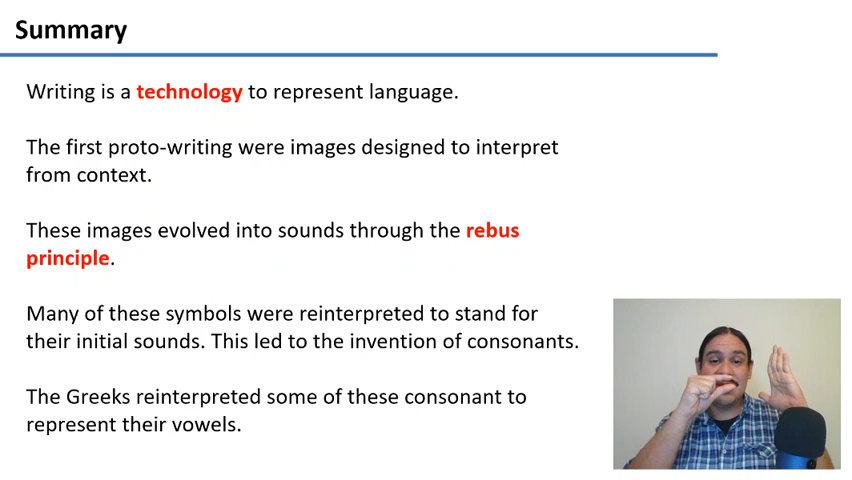 Summary
Writing is a technology to represent language.
The first proto-writing were images designed to interpret
from context.
These images evolved into sounds through the rebus
principle.
Many of these symbols were reinterpreted to stand for
their initial sounds. This led to the invention of consonants.
The Greeks reinterpreted some of these consonant to
represent their vowels.